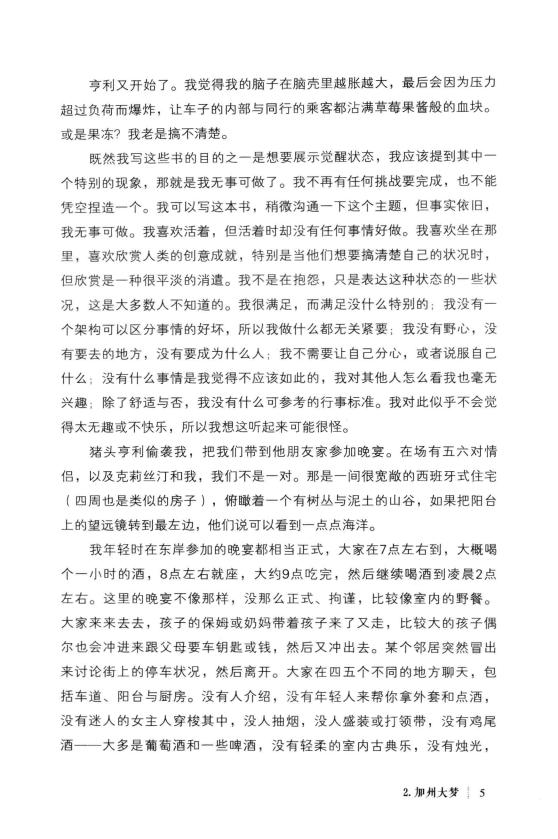 亨利又开始了。我觉得我的脑子在脑壳里越胀越大，最后会因为压力
超过负荷而爆炸，让车子的内部与同行的乘客都沾满草莓果酱般的血块。
或是果冻？我老是搞不清楚。
既然我写这些书的目的之一是想要展示觉醒状态，我应该提到其中一
个特别的现象，那就是我无事可做了。我不再有任何挑战要完成，也不能
凭空捏造一个。我可以写这本书，稍微沟通一下这个主题，但事实依旧，
我无事可做。我喜欢活着，但活着时却没有任何事情好做。我喜欢坐在那
里，喜欢欣赏人类的创意成就，特别是当他们想要搞清楚自己的状况时，
但欣赏是一种很平淡的消遣。我不是在抱怨，只是表达这种状态的一些状
况，这是大多数人不知道的。我很满足，而满足没什么特别的；我没有一
个架构可以区分事情的好坏，所以我做什么都无关紧要；我没有野心，没
有要去的地方，没有要成为什么人；我不需要让自己分心，或者说服自己
什么；没有什么事情是我觉得不应该如此的，我对其他人怎么看我也毫无
兴趣；除了舒适与否，我没有什么可参考的行事标准。我对此似乎不会觉
得太无趣或不快乐，所以我想这听起来可能很怪。
猪头亨利偷袭我，把我们带到他朋友家参加晚宴。在场有五六对情
侣，以及克莉丝汀和我，我们不是一对。那是一间很宽敞的西班牙式住宅
（四周也是类似的房子），俯瞰着一个有树丛与泥土的山谷，如果把阳台
上的望远镜转到最左边，他们说可以看到一点点海洋。
我年轻时在东岸参加的晚宴都相当正式，大家在7点左右到，大概喝
个一小时的酒，8点左右就座，大约9点吃完，然后继续喝酒到凌晨2点
左右。这里的晚宴不像那样，没那么正式、拘谨，比较像室内的野餐。
大家来来去去，孩子的保姆或奶妈带着孩子来了又走，比较大的孩子偶
尔也会冲进来跟父母要车钥匙或钱，然后又冲出去。某个邻居突然冒出
来讨论街上的停车状况，然后离开。大家在四五个不同的地方聊天，包
括车道、阳台与厨房。没有人介绍，没有年轻人来帮你拿外套和点酒，
没有迷人的女主人穿梭其中，没人抽烟，没人盛装或打领带，没有鸡尾
酒——大多是葡萄酒和一些啤酒，没有轻柔的室内古典乐，没有烛光，
2. 加州大梦 5